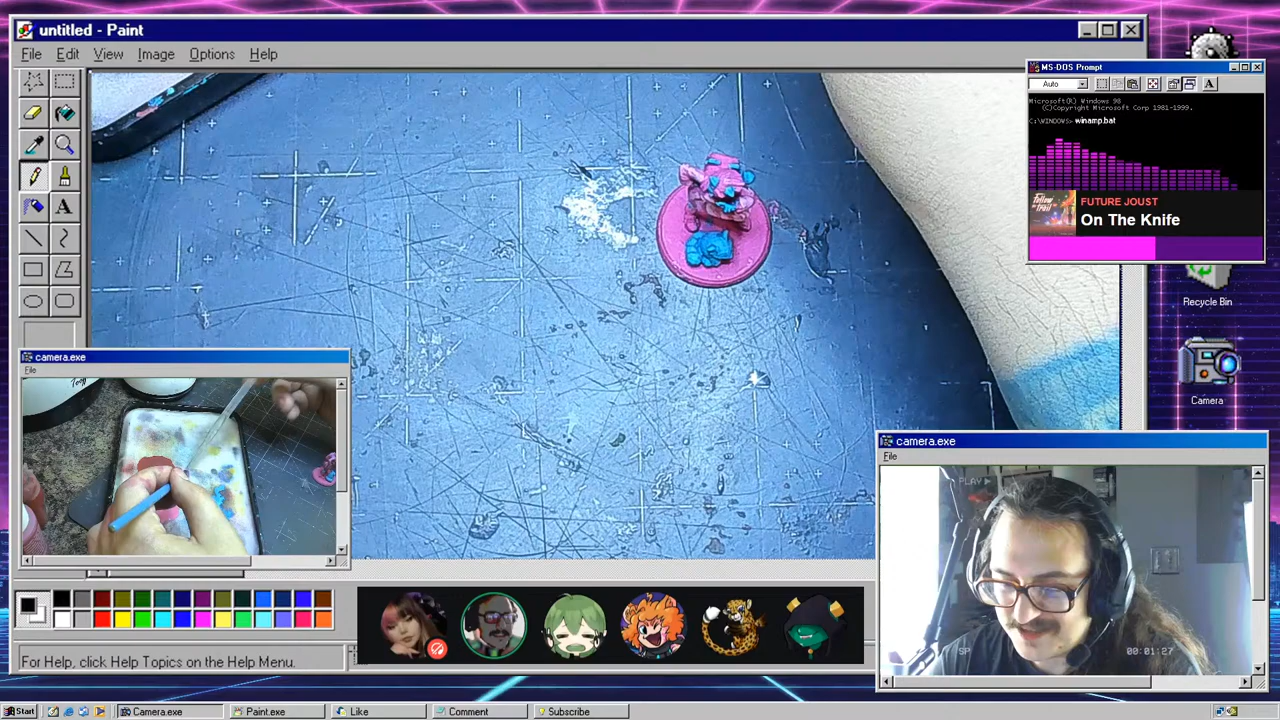 untitled - Paint
File Edit View Image Options Help
MS-DOS Prompt
Auto
A
Microsoft(R) Windows 98
(C)Copyright Microsoft Corp 1981-1999.
C:\WINDOWS> winamp.bat
FUTURE JOUST
On The Knife
Recycle Bin
Camera
A
camera.exe
File
camera.exe
File
PLAY
SP
00:01:27
For Help, click Help Topics on the Help Menu.
Start
Camera.exe
Paint.exe
Like
Comment
Subscribe